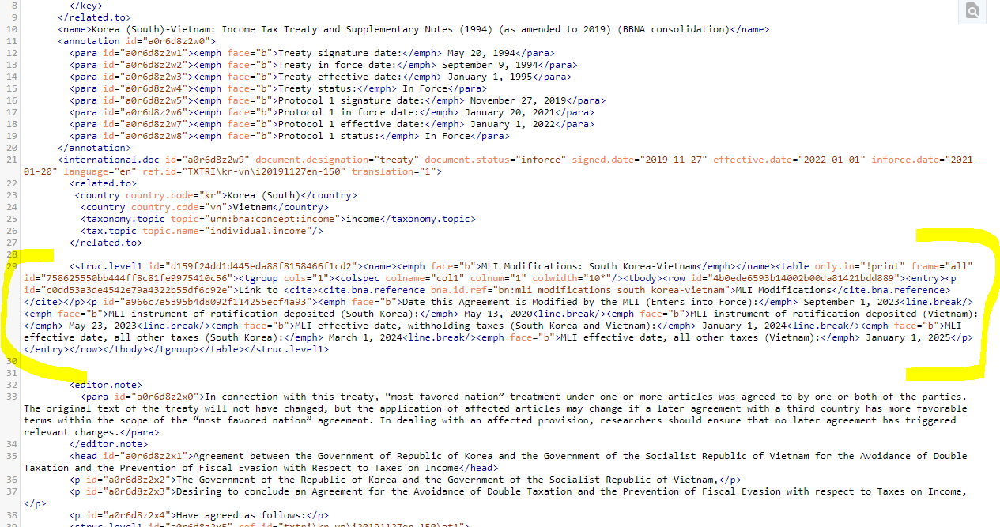 8 </key>
9 </related.to>
10 <name>Korea (South)-Vietnam: Income Tax Treaty and Supplementary Notes (1994) (as amended to 2019) (BBNA consolidation)</name>
11 <annotation id="a0r6d8z2w0">
12 <para id="a0r6d8z2w1"><emph face="b">Treaty signature date:</emph> May 20, 1994</para>
13 <para id="a0r6d8z2w2"><emph face="b">Treaty in force date:</emph> September 9, 1994</para>
14 <para id="a0r6d8z2w3"><emph face="b">Treaty effective date:</emph> January 1, 1995</para>
15 <para id="a0r6d8z2w4"><emph face="b">Treaty status:</emph> In Force</para>
16 <para id="a0r6d8z2w5"><emph face="b">Protocol 1 signature date:</emph> November 27, 2019</para>
17 <para id="a0r6d8z2w6"><emph face="b">Protocol 1 in force date:</emph> January 20, 2021</para>
18 <para id="a0r6d8z2w7"><emph face="b">Protocol 1 effective date:</emph> January 1, 2022</para>
19 <para id="a0r6d8z2w8"><emph face="b">Protocol 1 status:</emph> In Force</para>
20 </annotation>
21 <international.doc id="a0r6d8z2w9" document.designation="treaty" document.status="inforce" signed.date="2019-11-27" effective.date="2022-01-01" inforce.date="2021-
01-20" language="en" ref.id="TXTRI\kr-vn\i20191127en-150" translation="1">
22 <related.to>
23 <country country.code="kr">Korea (South)</country>
24 <country country.code="vn">Vietnam</country>
25 <taxonomy.topic topic="urn:bna:concept:income">income</taxonomy.topic>
26 <tax.topic topic.name="individual.income"/>
27 </related.to>
28
29 <struc.level1 id="d159f24dd1d445eda88f8158466f1cd2"><name><emph face="b">MLI Modifications: South Korea-Vietnam</emph></name><table only.in="!print" frame="all"
id="758625550bb444ff8c81fe9975410c56"><tgroup cols="1"><colspec colname="col1" colnum="1" colwidth="10*"/><tbody><row id="4b0ede6593b14002b00da81421bdd889"><entry><p
id="c0dd53a3de4542e79a4322b55df6c92e">Link to <cite><cite.bna.reference bna.id.ref="bn:mli_modifications_south_korea-vietnam">MLI Modifications</cite.bna.reference>
</cite></p><p id="a966c7e5395b4d8092f114255ecf4a93"><emph face="b">Date this Agreement is Modified by the MLI (Enters into Force):</emph> September 1, 2023<line.break/>
<emph face="b">MLI instrument of ratification deposited (South Korea):</emph> May 13, 2020<line.break/><emph face="b">MLI instrument of ratification deposited (Vietnam):
</emph> May 23, 2023<line.break/><emph face="b">MLI effective date, withholding taxes (South Korea and Vietnam):</emph> January 1, 2024<line.break/><emph face="b">MLI
effective date, all other taxes (South Korea):</emph> March 1, 2024<line.break/><emph face="b">MLI effective date, all other taxes (Vietnam):</emph> January 1, 2025</p>
</entry></row></tbody></tgroup></table></struc.level1>
30
31
32 <editor.note>
33 <para id="a0r6d8z2x0">In connection with this treaty, “most favored nation” treatment under one or more articles was agreed to by one or both of the parties.
The original text of the treaty will not have changed, but the application of affected articles may change if a later agreement with a third country has more favorable
terms within the scope of the “most favored nation” agreement. In dealing with an affected provision, researchers should ensure that no later agreement has triggered
relevant changes.</para>
34 </editor.note>
35 <head id="a0r6d8z2x1">Agreement between the Government of Republic of Korea and the Government of the Socialist Republic of Vietnam for the Avoidance of Double
Taxation and the Prevention of Fiscal Evasion with Respect to Taxes on Income</head>
36 <p id="a0r6d8z2x2">The Government of the Republic of Korea and the Government of the Socialist Republic of Vietnam,</p>
37 <p id="a0r6d8z2x3">Desiring to conclude an Agreement for the Avoidance of Double Taxation and the Prevention of Fiscal Evasion with respect to Taxes on Income,
</p>
38 <p id="a0r6d8z2x4">Have agreed as follows:</p>
39 <struc.level1 id="a0r6d8z2x5" ref.id="txtri\kr-vn\i20191127en-150\at1">